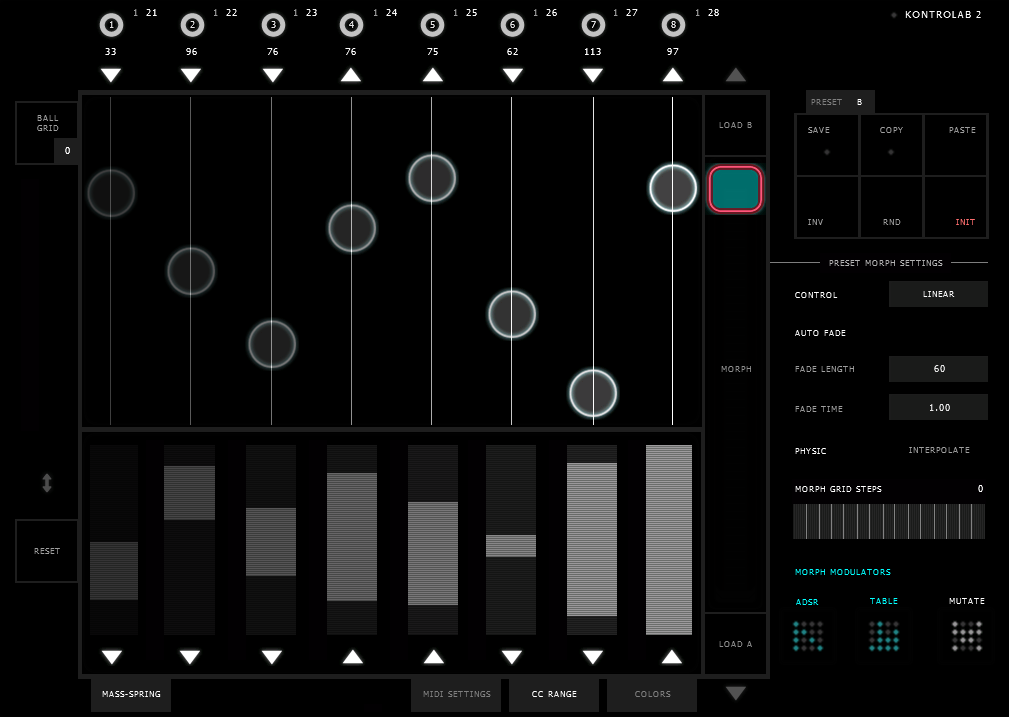 1 21 1 22 1 23 1 24 1 25 1 26 1 27 1 28
1 2 3 4 5 6 7 8
33 96 76 76 75 62 113 97
KONTROLAB 2
BALL
GRID
0
LOAD B
MORPH
LOAD A
RESET
PRESET B
SAVE COPY PASTE
INV RND INIT
PRESET MORPH SETTINGS
CONTROL LINEAR
AUTO FADE
FADE LENGTH 60
FADE TIME 1.00
PHYSIC INTERPOLATE
MORPH GRID STEPS 0
MORPH MODULATORS
ADSR TABLE MUTATE
MASS-SPRING MIDI SETTINGS CC RANGE COLORS